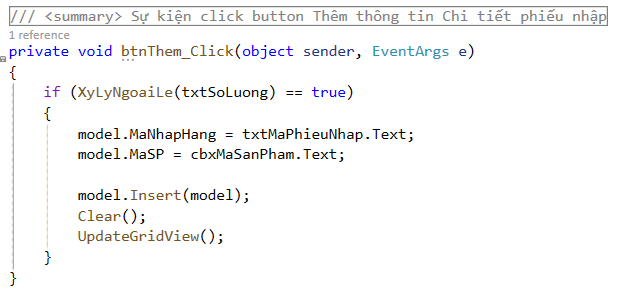 /// <summary> Sự kiện click button Thêm thông tin Chi tiết phiếu nhập
1 reference
private void btnThem_Click(object sender, EventArgs e)
{
if (XyLyNgoaiLe(txtSoLuong) == true)
{
model.MaNhapHang = txtMaPhieuNhap.Text;
model.MaSP = cbxMaSanPham.Text;
model.Insert(model);
Clear();
UpdateGridView();
}
}